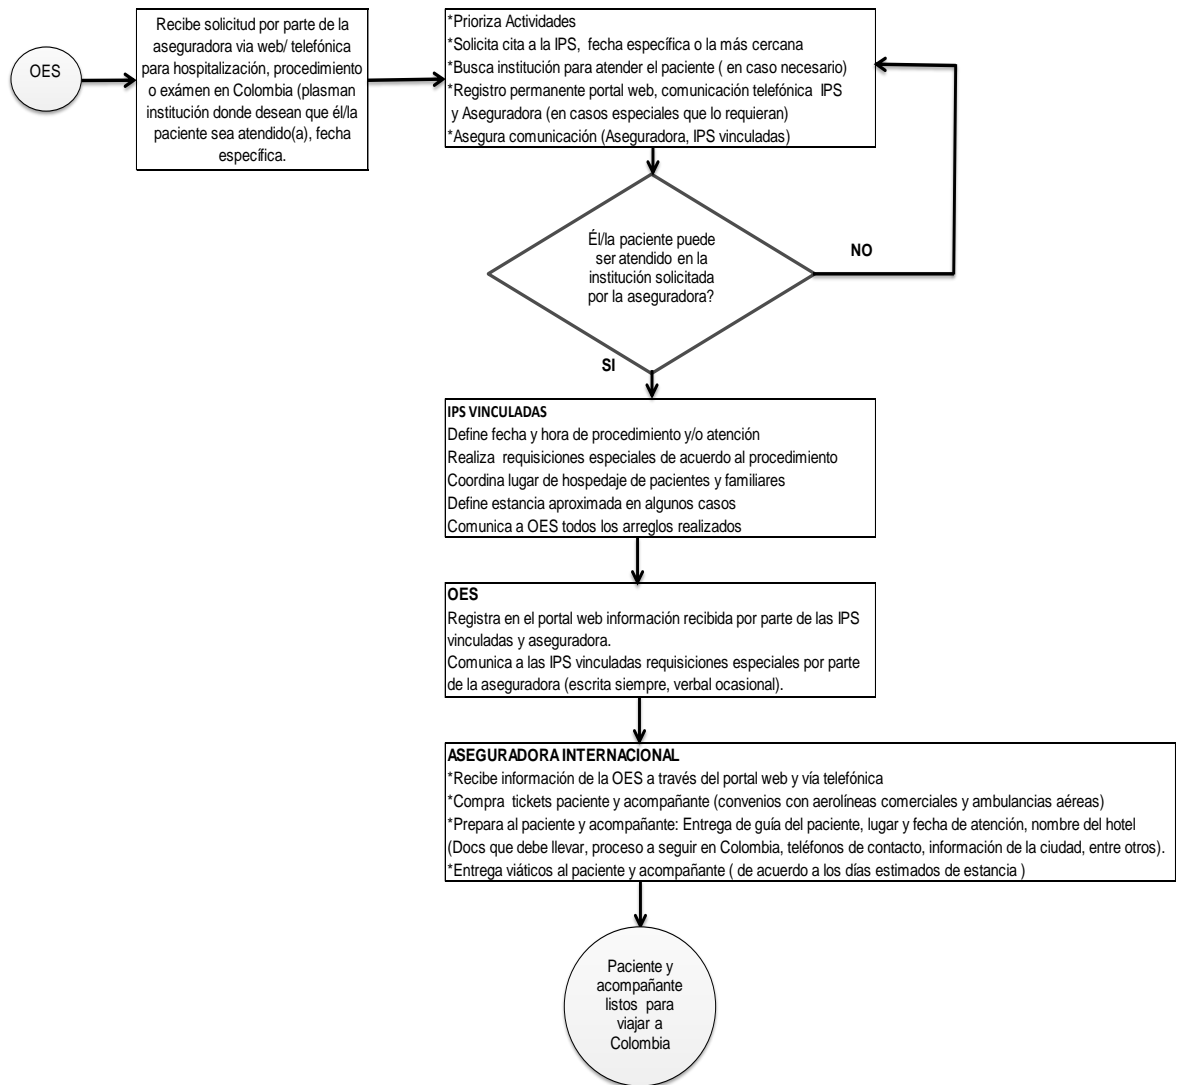 OES
Recibe solicitud por parte de la
aseguradora via web/ telefónica
para hospitalización, procedimiento
o exámen en Colombia (plasman
institución donde desean que él/la
paciente sea atendido(a), fecha
específica.
*Prioriza Actividades
*Solicita cita a la IPS, fecha específica o la más cercana
*Busca institución para atender el paciente ( en caso necesario)
*Registro permanente portal web, comunicación telefónica IPS
y Aseguradora (en casos especiales que lo requieran)
*Asegura comunicación (Aseguradora, IPS vinculadas)
Él/la paciente puede
ser atendido en la
institución solicitada
por la aseguradora?
NO
SI
IPS VINCULADAS
Define fecha y hora de procedimiento y/o atención
Realiza requisiciones especiales de acuerdo al procedimiento
Coordina lugar de hospedaje de pacientes y familiares
Define estancia aproximada en algunos casos
Comunica a OES todos los arreglos realizados
OES
Registra en el portal web información recibida por parte de las IPS
vinculadas y aseguradora.
Comunica a las IPS vinculadas requisiciones especiales por parte
de la aseguradora (escrita siempre, verbal ocasional).
ASEGURADORA INTERNACIONAL
*Recibe información de la OES a través del portal web y vía telefónica
*Compra tickets paciente y acompañante (convenios con aerolíneas comerciales y ambulancias aéreas)
*Prepara al paciente y acompañante: Entrega de guía del paciente, lugar y fecha de atención, nombre del hotel
(Docs que debe llevar, proceso a seguir en Colombia, teléfonos de contacto, información de la ciudad, entre otros).
*Entrega viáticos al paciente y acompañante ( de acuerdo a los días estimados de estancia )
Paciente y
acompañante
listos para
viajar a
Colombia